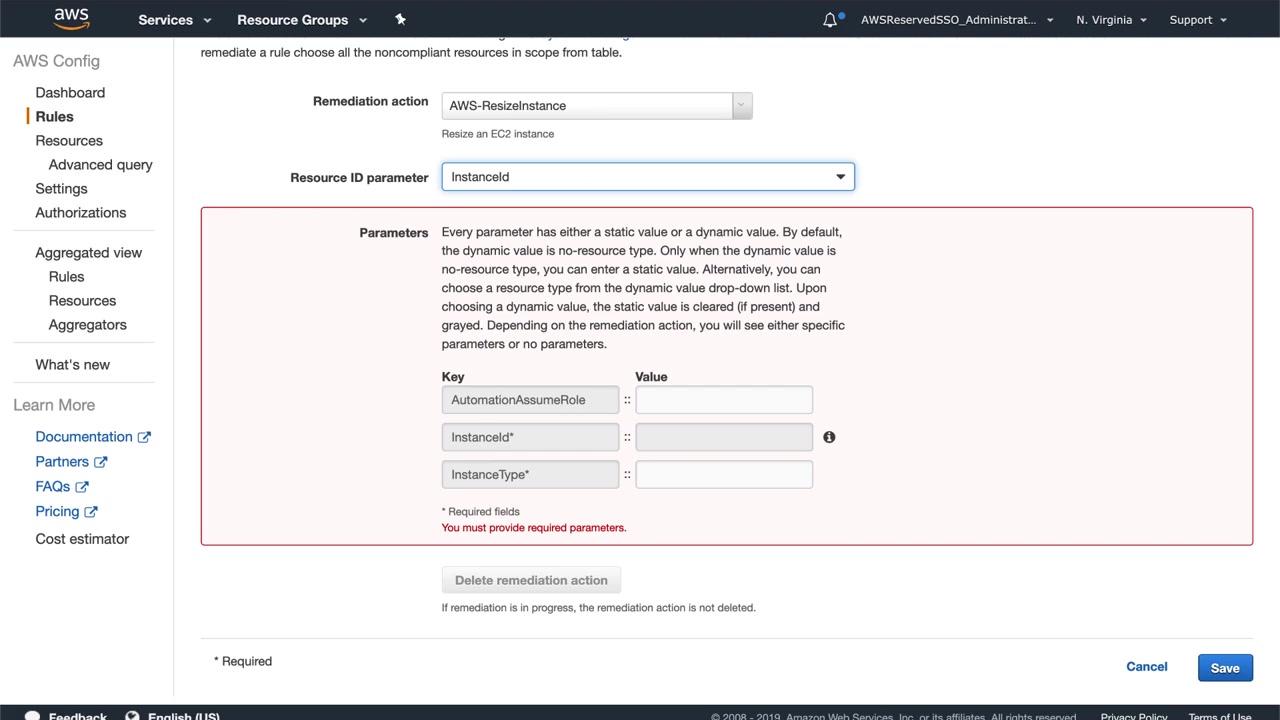 aws
Services
Resource Groups
AWSReservedSSO_Administrat...
N. Virginia
Support
AWS Config
Dashboard
Rules
Resources
Advanced query
Settings
Authorizations
Aggregated view
Rules
Resources
Aggregators
What's new
Learn More
Documentation
Partners
FAQs
Pricing
Cost estimator
remediate a rule choose all the noncompliant resources in scope from table.
Remediation action
AWS-ResizeInstance
Resize an EC2 instance
Resource ID parameter
InstanceId
Parameters
Every parameter has either a static value or a dynamic value. By default,
the dynamic value is no-resource type. Only when the dynamic value is
no-resource type, you can enter a static value. Alternatively, you can
choose a resource type from the dynamic value drop-down list. Upon
choosing a dynamic value, the static value is cleared (if present) and
grayed. Depending on the remediation action, you will see either specific
parameters or no parameters.
Key Value
AutomationAssumeRole ::
InstanceId* ::
InstanceType* ::
* Required fields
You must provide required parameters.
Delete remediation action
If remediation is in progress, the remediation action is not deleted.
* Required
Cancel
Save
Feedback
English (US)
© 2008 - 2019, Amazon Web Services, Inc. or its affiliates. All rights reserved.
Privacy Policy
Terms of Use